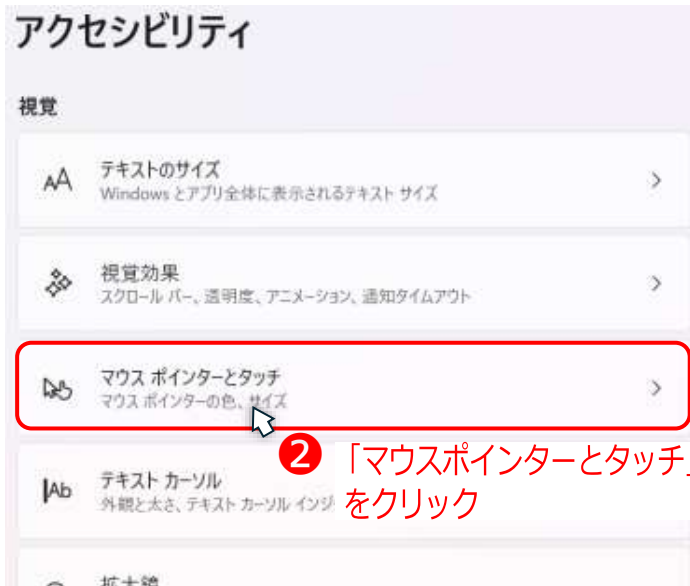 アクセシビリティ
視覚
テキストのサイズ
Windows とアプリ全体に表示されるテキスト サイズ
視覚効果
スクロール バー、透明度、アニメーション、通知タイムアウト
マウス ポインターとタッチ
マウス ポインターの色、サイズ
❷ 「マウスポインターとタッチ」
をクリック
テキスト カーソル
外観と太さ、テキスト カーソル インジ
拡大鏡